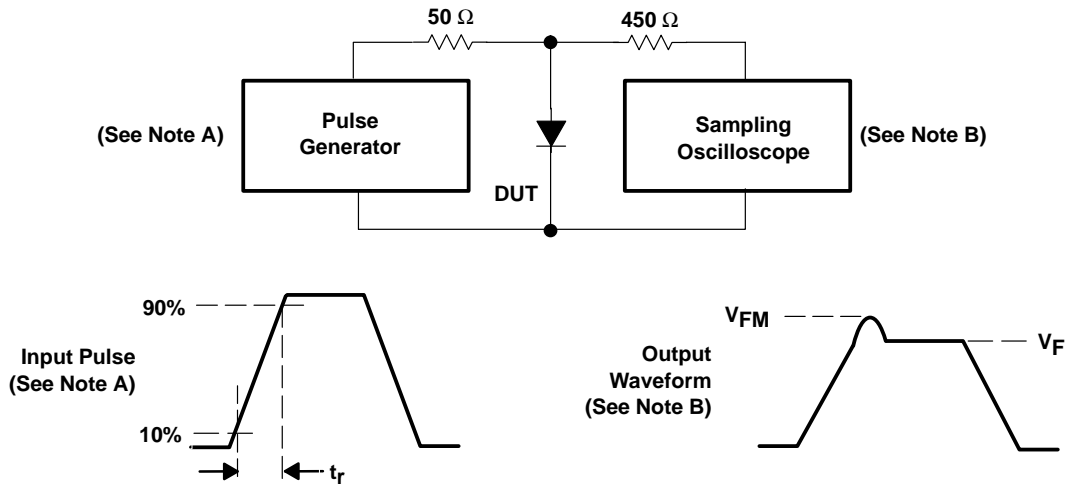 50 Ω
450 Ω
(See Note A)
Pulse
Generator
Sampling
Oscilloscope
(See Note B)
DUT
90%
VFM
VF
Input Pulse
(See Note A)
Output
Waveform
(See Note B)
10%
tr